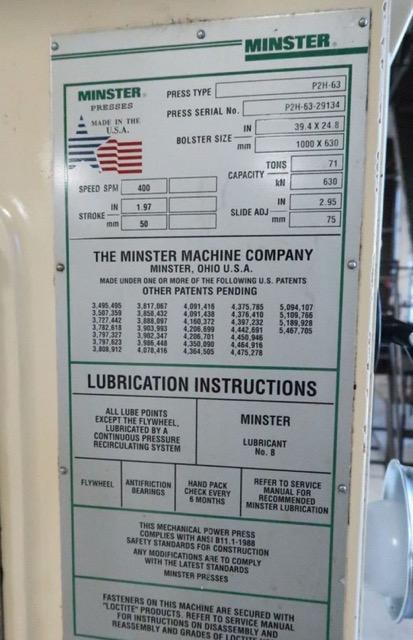 MINSTER
MINSTER
PRESSES
MADE IN THE
U.S.A.
PRESS TYPE P2H-63
PRESS SERIAL No. P2H-63-29134
BOLSTER SIZE IN 39.4 X 24.8
mm 1000 X 630
CAPACITY TONS 71
kN 630
SPEED SPM 400
STROKE IN 1.97
mm 50
SLIDE ADJ IN 2.95
mm 75
THE MINSTER MACHINE COMPANY
MINSTER, OHIO U.S.A.
MADE UNDER ONE OR MORE OF THE FOLLOWING U.S. PATENTS
OTHER PATENTS PENDING
3,495,495 3,817,067 4,091,416 4,375,785 5,094,107
3,507,359 3,858,432 4,091,438 4,376,410 5,109,766
3,727,442 3,888,097 4,160,372 4,397,232 5,189,928
3,782,618 3,903,993 4,206,699 4,442,691 5,467,705
3,797,327 3,902,347 4,206,701 4,450,946
3,797,623 3,986,448 4,350,090 4,464,916
3,808,912 4,078,416 4,364,505 4,475,278
LUBRICATION INSTRUCTIONS
ALL LUBE POINTS
EXCEPT THE FLYWHEEL,
LUBRICATED BY A
CONTINUOUS PRESSURE
RECIRCULATING SYSTEM
MINSTER
LUBRICANT
No. 8
FLYWHEEL
ANTIFRICTION
BEARINGS
HAND PACK
CHECK EVERY
6 MONTHS
REFER TO SERVICE
MANUAL FOR
RECOMMENDED
MINSTER LUBRICATION
THIS MECHANICAL POWER PRESS
COMPLIES WITH ANSI B11.1-1988
SAFETY STANDARDS FOR CONSTRUCTION
ANY MODIFICATIONS ARE TO COMPLY
WITH THE LATEST STANDARDS
MINSTER PRESSES
FASTENERS ON THIS MACHINE ARE SECURED WITH
"LOCTITE" PRODUCTS. REFER TO SERVICE MANUAL
FOR INSTRUCTIONS ON DISASSEMBLY AND
REASSEMBLY AND GRADES OF LOCTITE